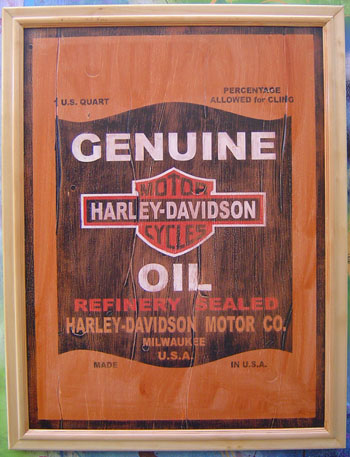 PERCENTAGE
1 U.S. QUART ALLOWED for CLING
GENUINE
MOTOR
HARLEY-DAVIDSON
CYCLES
OIL
REFINERY SEALED
HARLEY-DAVIDSON MOTOR CO.
MILWAUKEE
U.S.A.
MADE IN U.S.A.